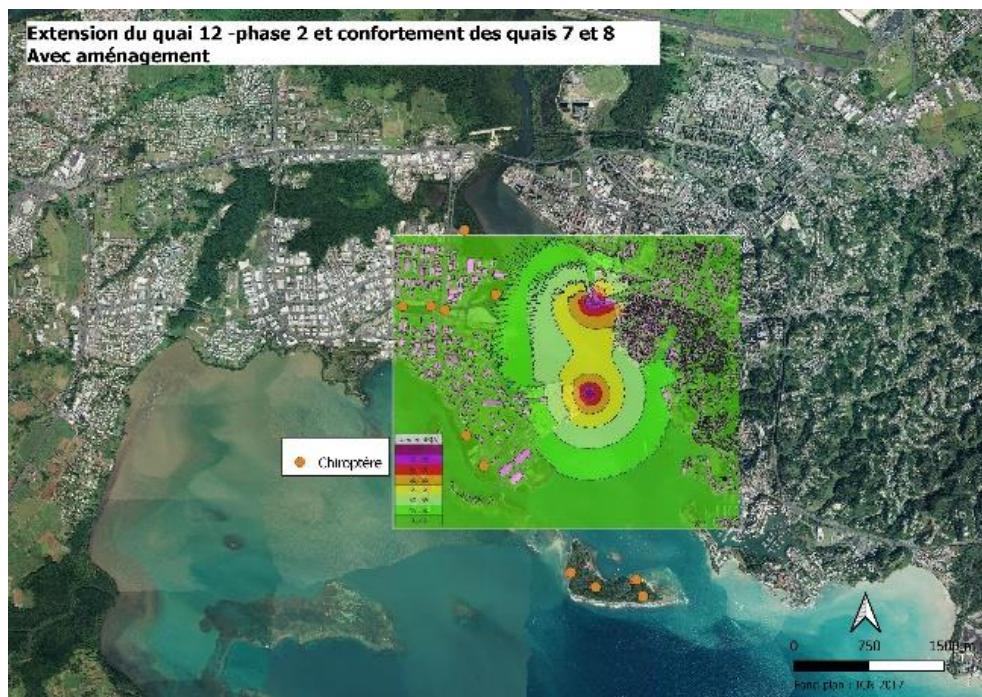 Extension du quai 12 -phase 2 et confortement des quais 7 et 8
Avec aménagement
Chiroptère
0 750 1500 m
Fond plan : IGN 2017